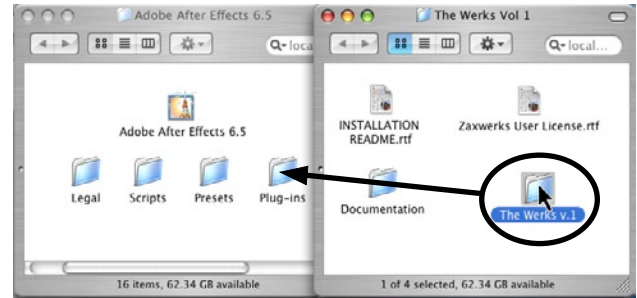 Adobe After Effects 6.5
loca
Adobe After Effects 6.5
Legal
Scripts
Presets
Plug-ins
16 items, 62.34 GB available
The Werks Vol 1
local...
INSTALLATION
README.rtf
Zaxwerks User License.rtf
Documentation
The Werks v.1
1 of 4 selected, 62.34 GB available